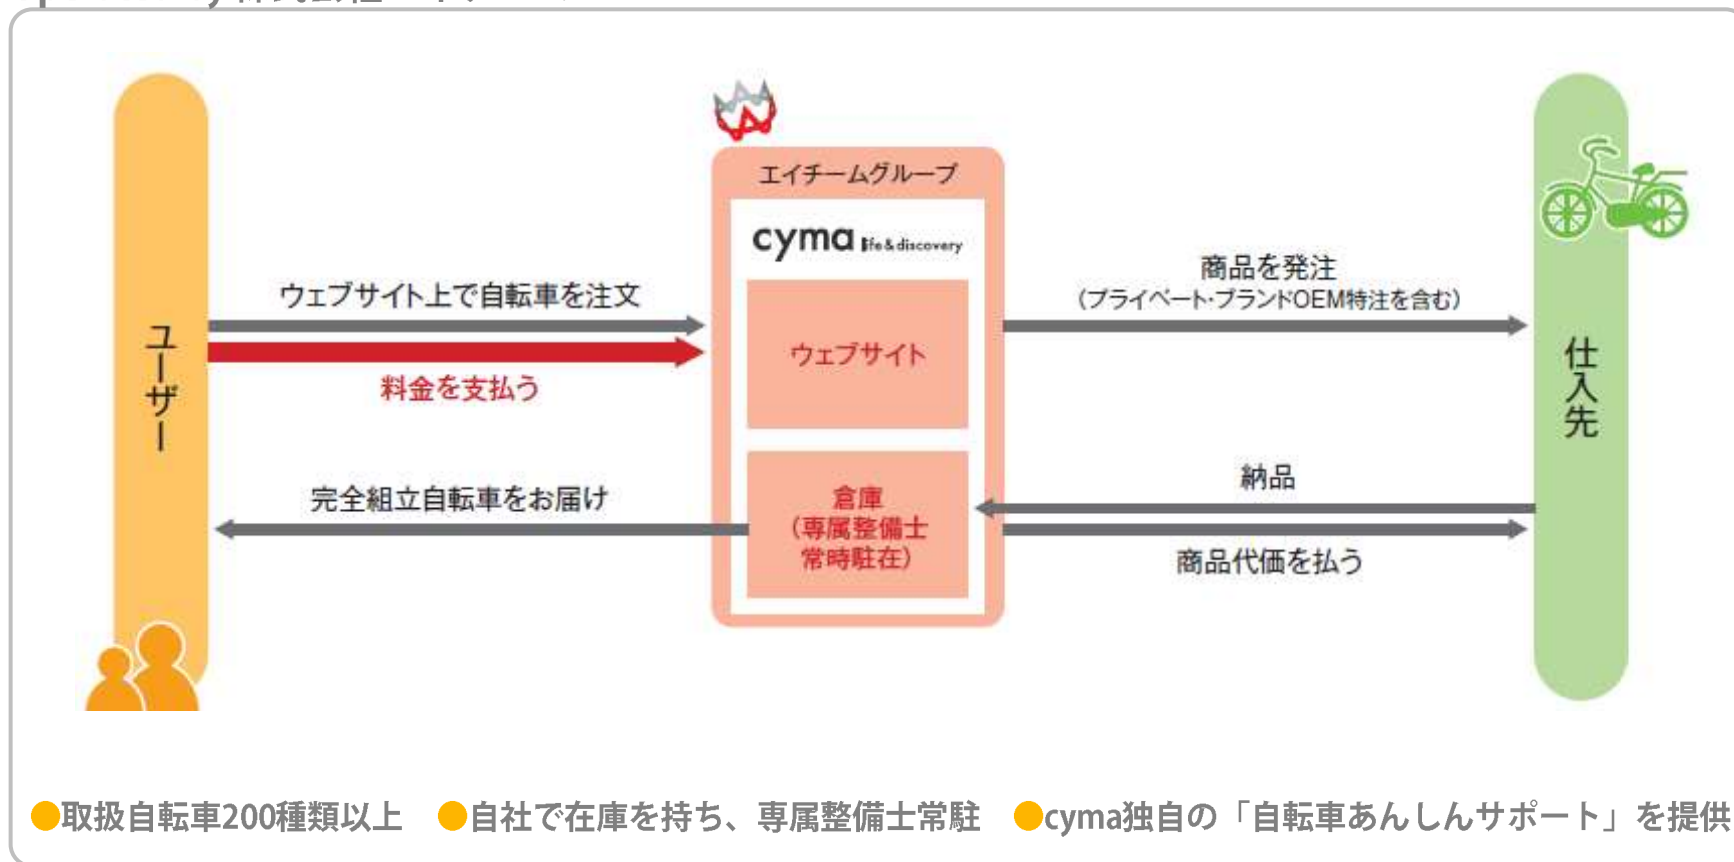 エイチームグループ
cyma life & discovery
ウェブサイト上で自転車を注文
料金を支払う
ウェブサイト
商品を発注
(プライベート・ブランドOEM特注を含む)
ユーザー
仕入先
完全組立自転車をお届け
倉庫
(専属整備士
常時駐在)
納品
商品代価を払う
●取扱自転車200種類以上 ●自社で在庫を持ち、専属整備士常駐 ●cyma独自の「自転車あんしんサポート」を提供